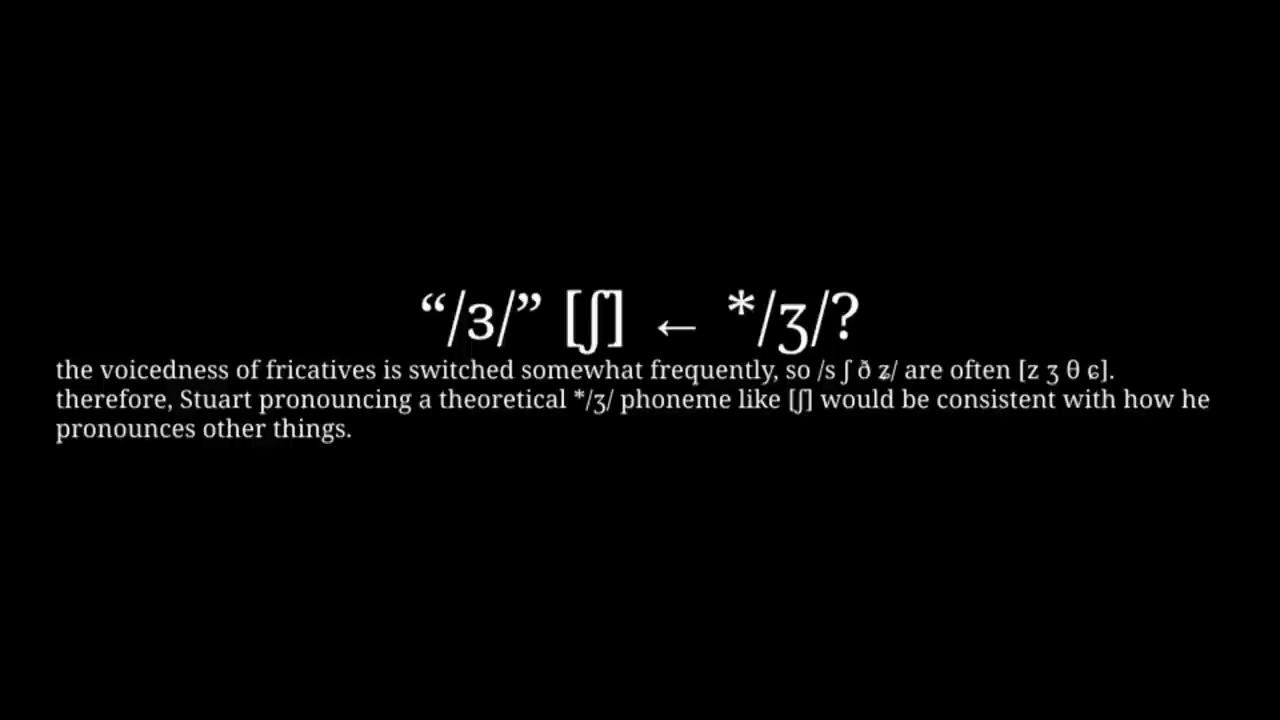 “/ɜ/” [ʃ] ← */ʒ/?
the voicedness of fricatives is switched somewhat frequently, so /s ʃ ð ʑ/ are often [z ʒ θ ɕ].
therefore, Stuart pronouncing a theoretical */ʒ/ phoneme like [ʃ] would be consistent with how he
pronounces other things.